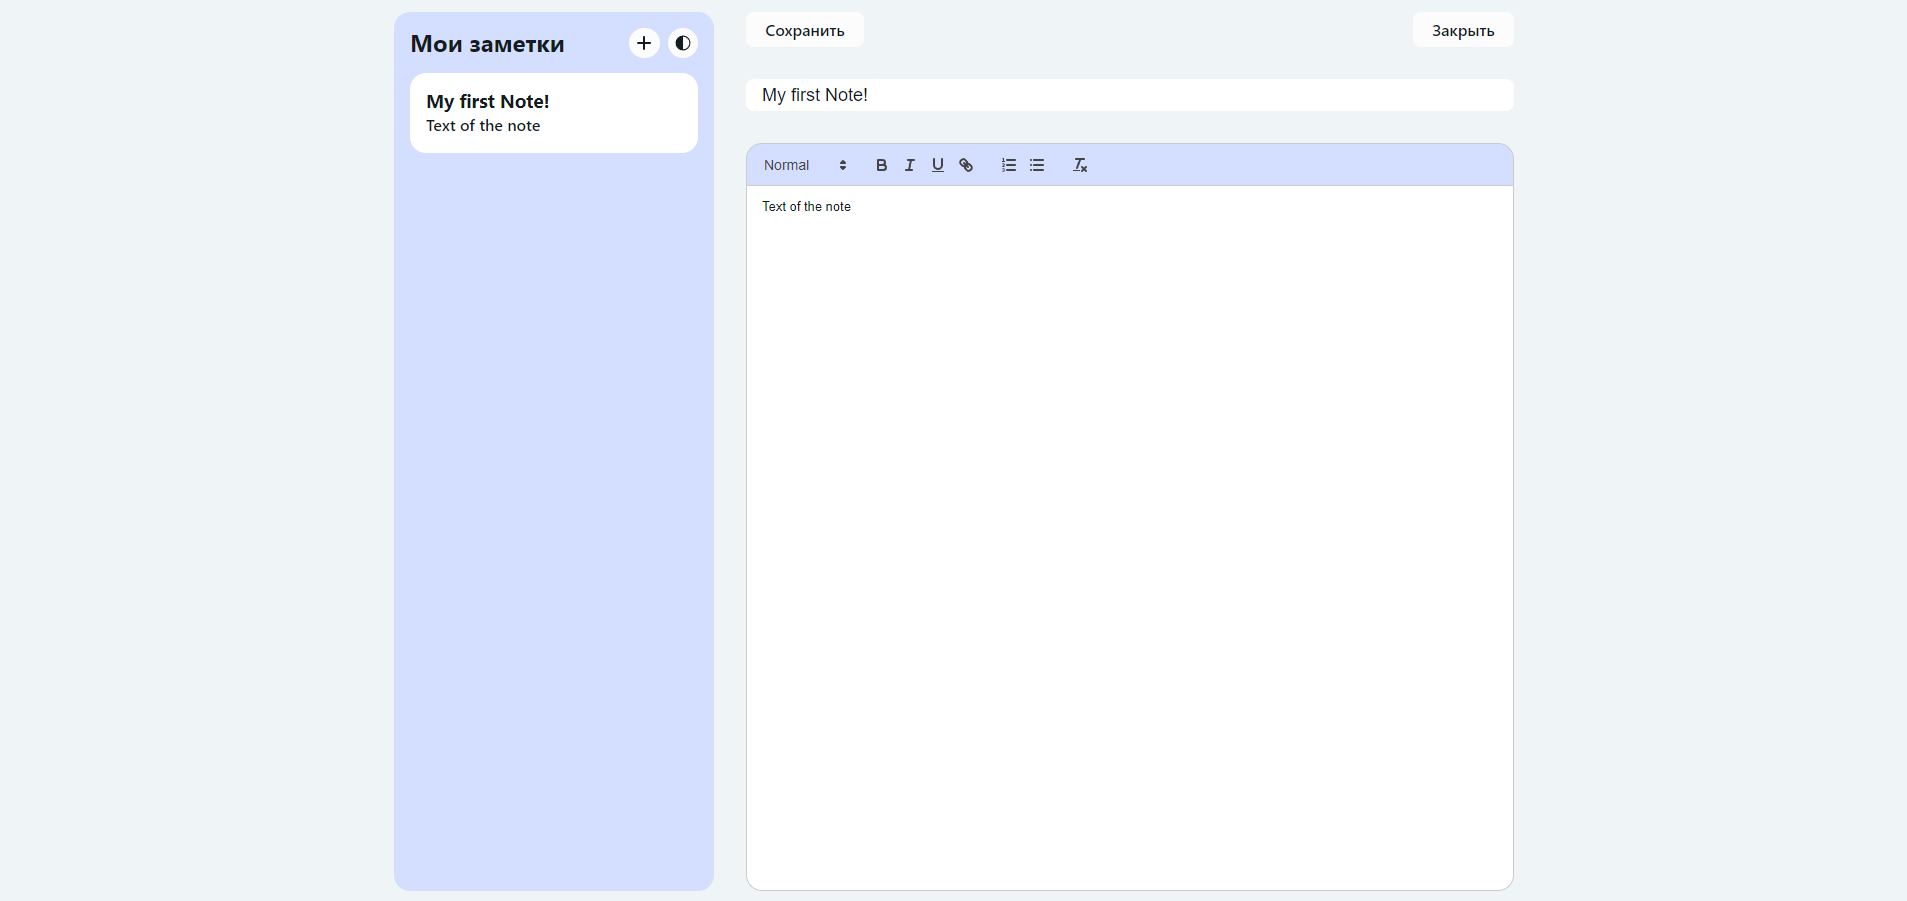 Мои заметки
My first Note!
Text of the note
Сохранить
Закрыть
My first Note!
Normal
Text of the note